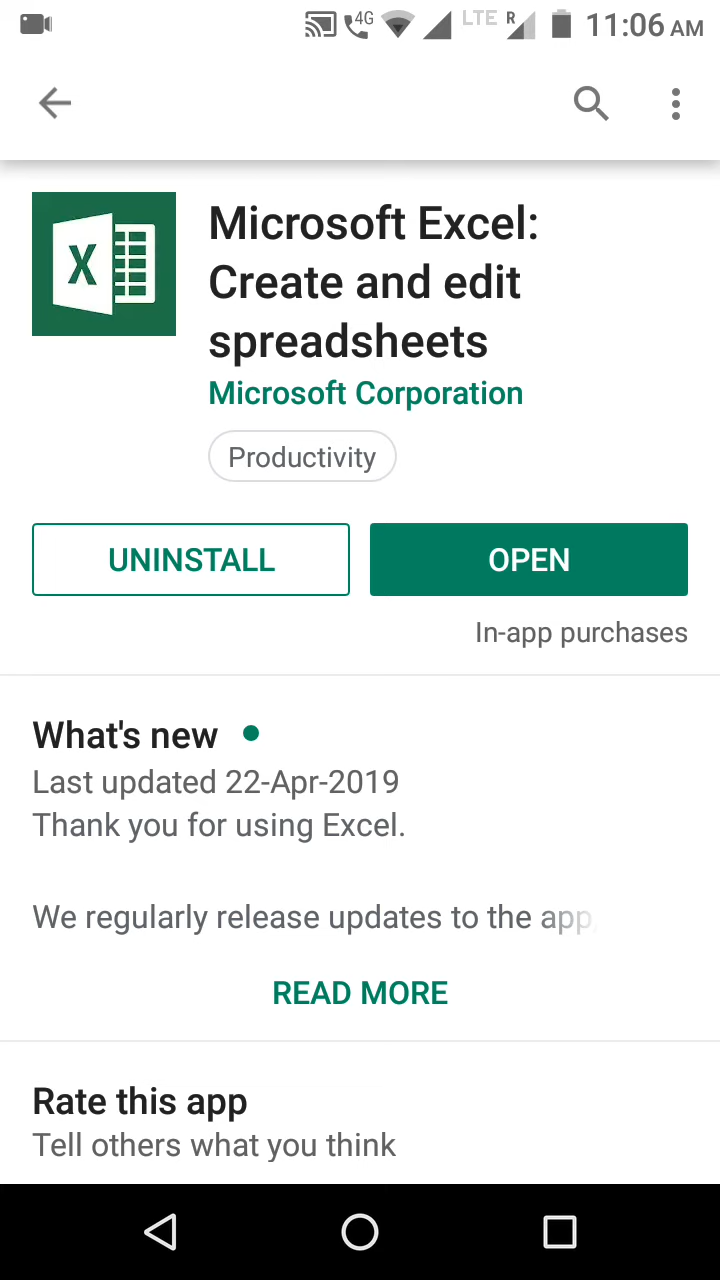 4G LTE R 11:06 AM
Microsoft Excel:
Create and edit
spreadsheets
Microsoft Corporation
Productivity
UNINSTALL
OPEN
In-app purchases
What's new
Last updated 22-Apr-2019
Thank you for using Excel.
We regularly release updates to the app,
READ MORE
Rate this app
Tell others what you think